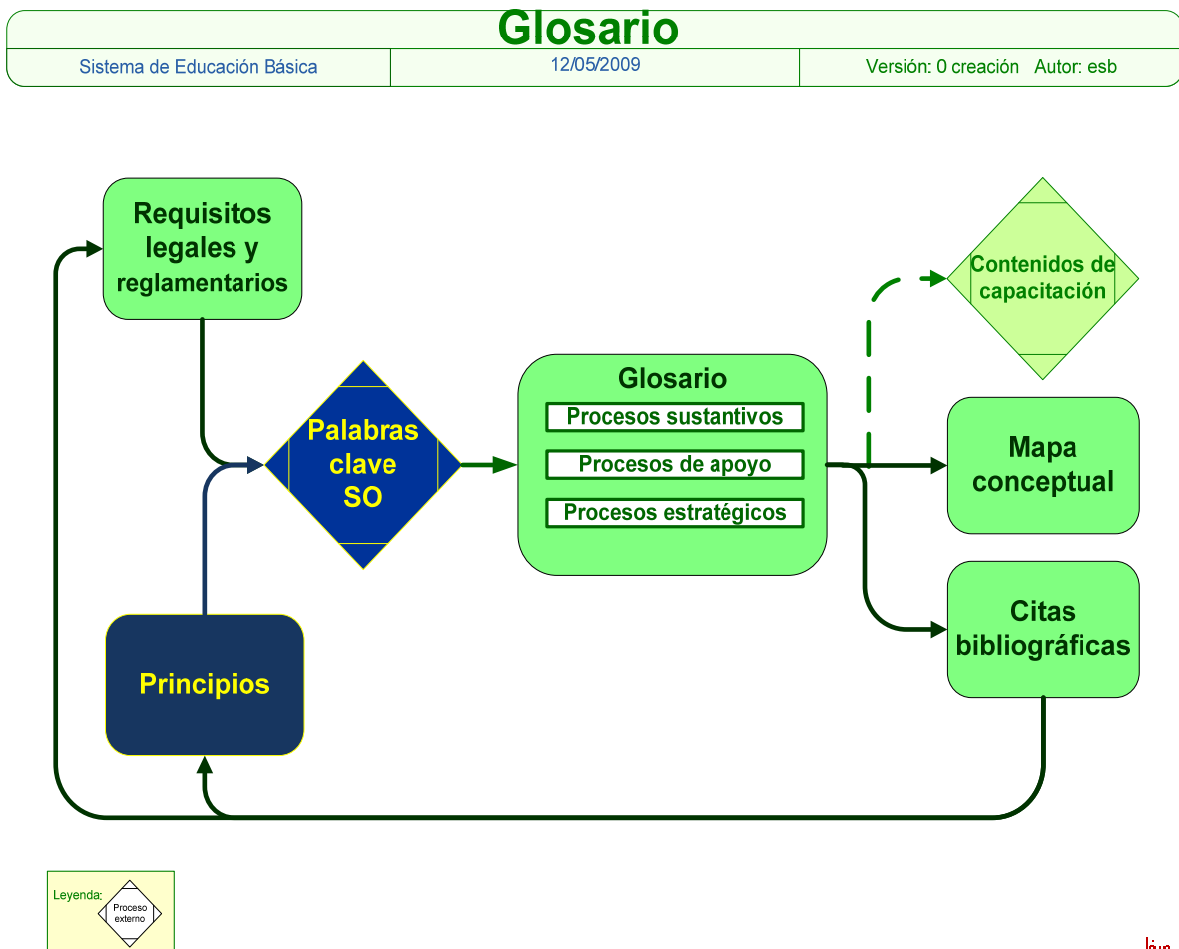 Glosario
Sistema de Educación Básica
12/05/2009
Versión: 0 creación Autor: esb
Requisitos
legales y
reglamentarios
Contenidos de
capacitación
Palabras
clave
SO
Glosario
Procesos sustantivos
Procesos de apoyo
Procesos estratégicos
Mapa
conceptual
Citas
bibliográficas
Principios
Leyenda:
Proceso
externo